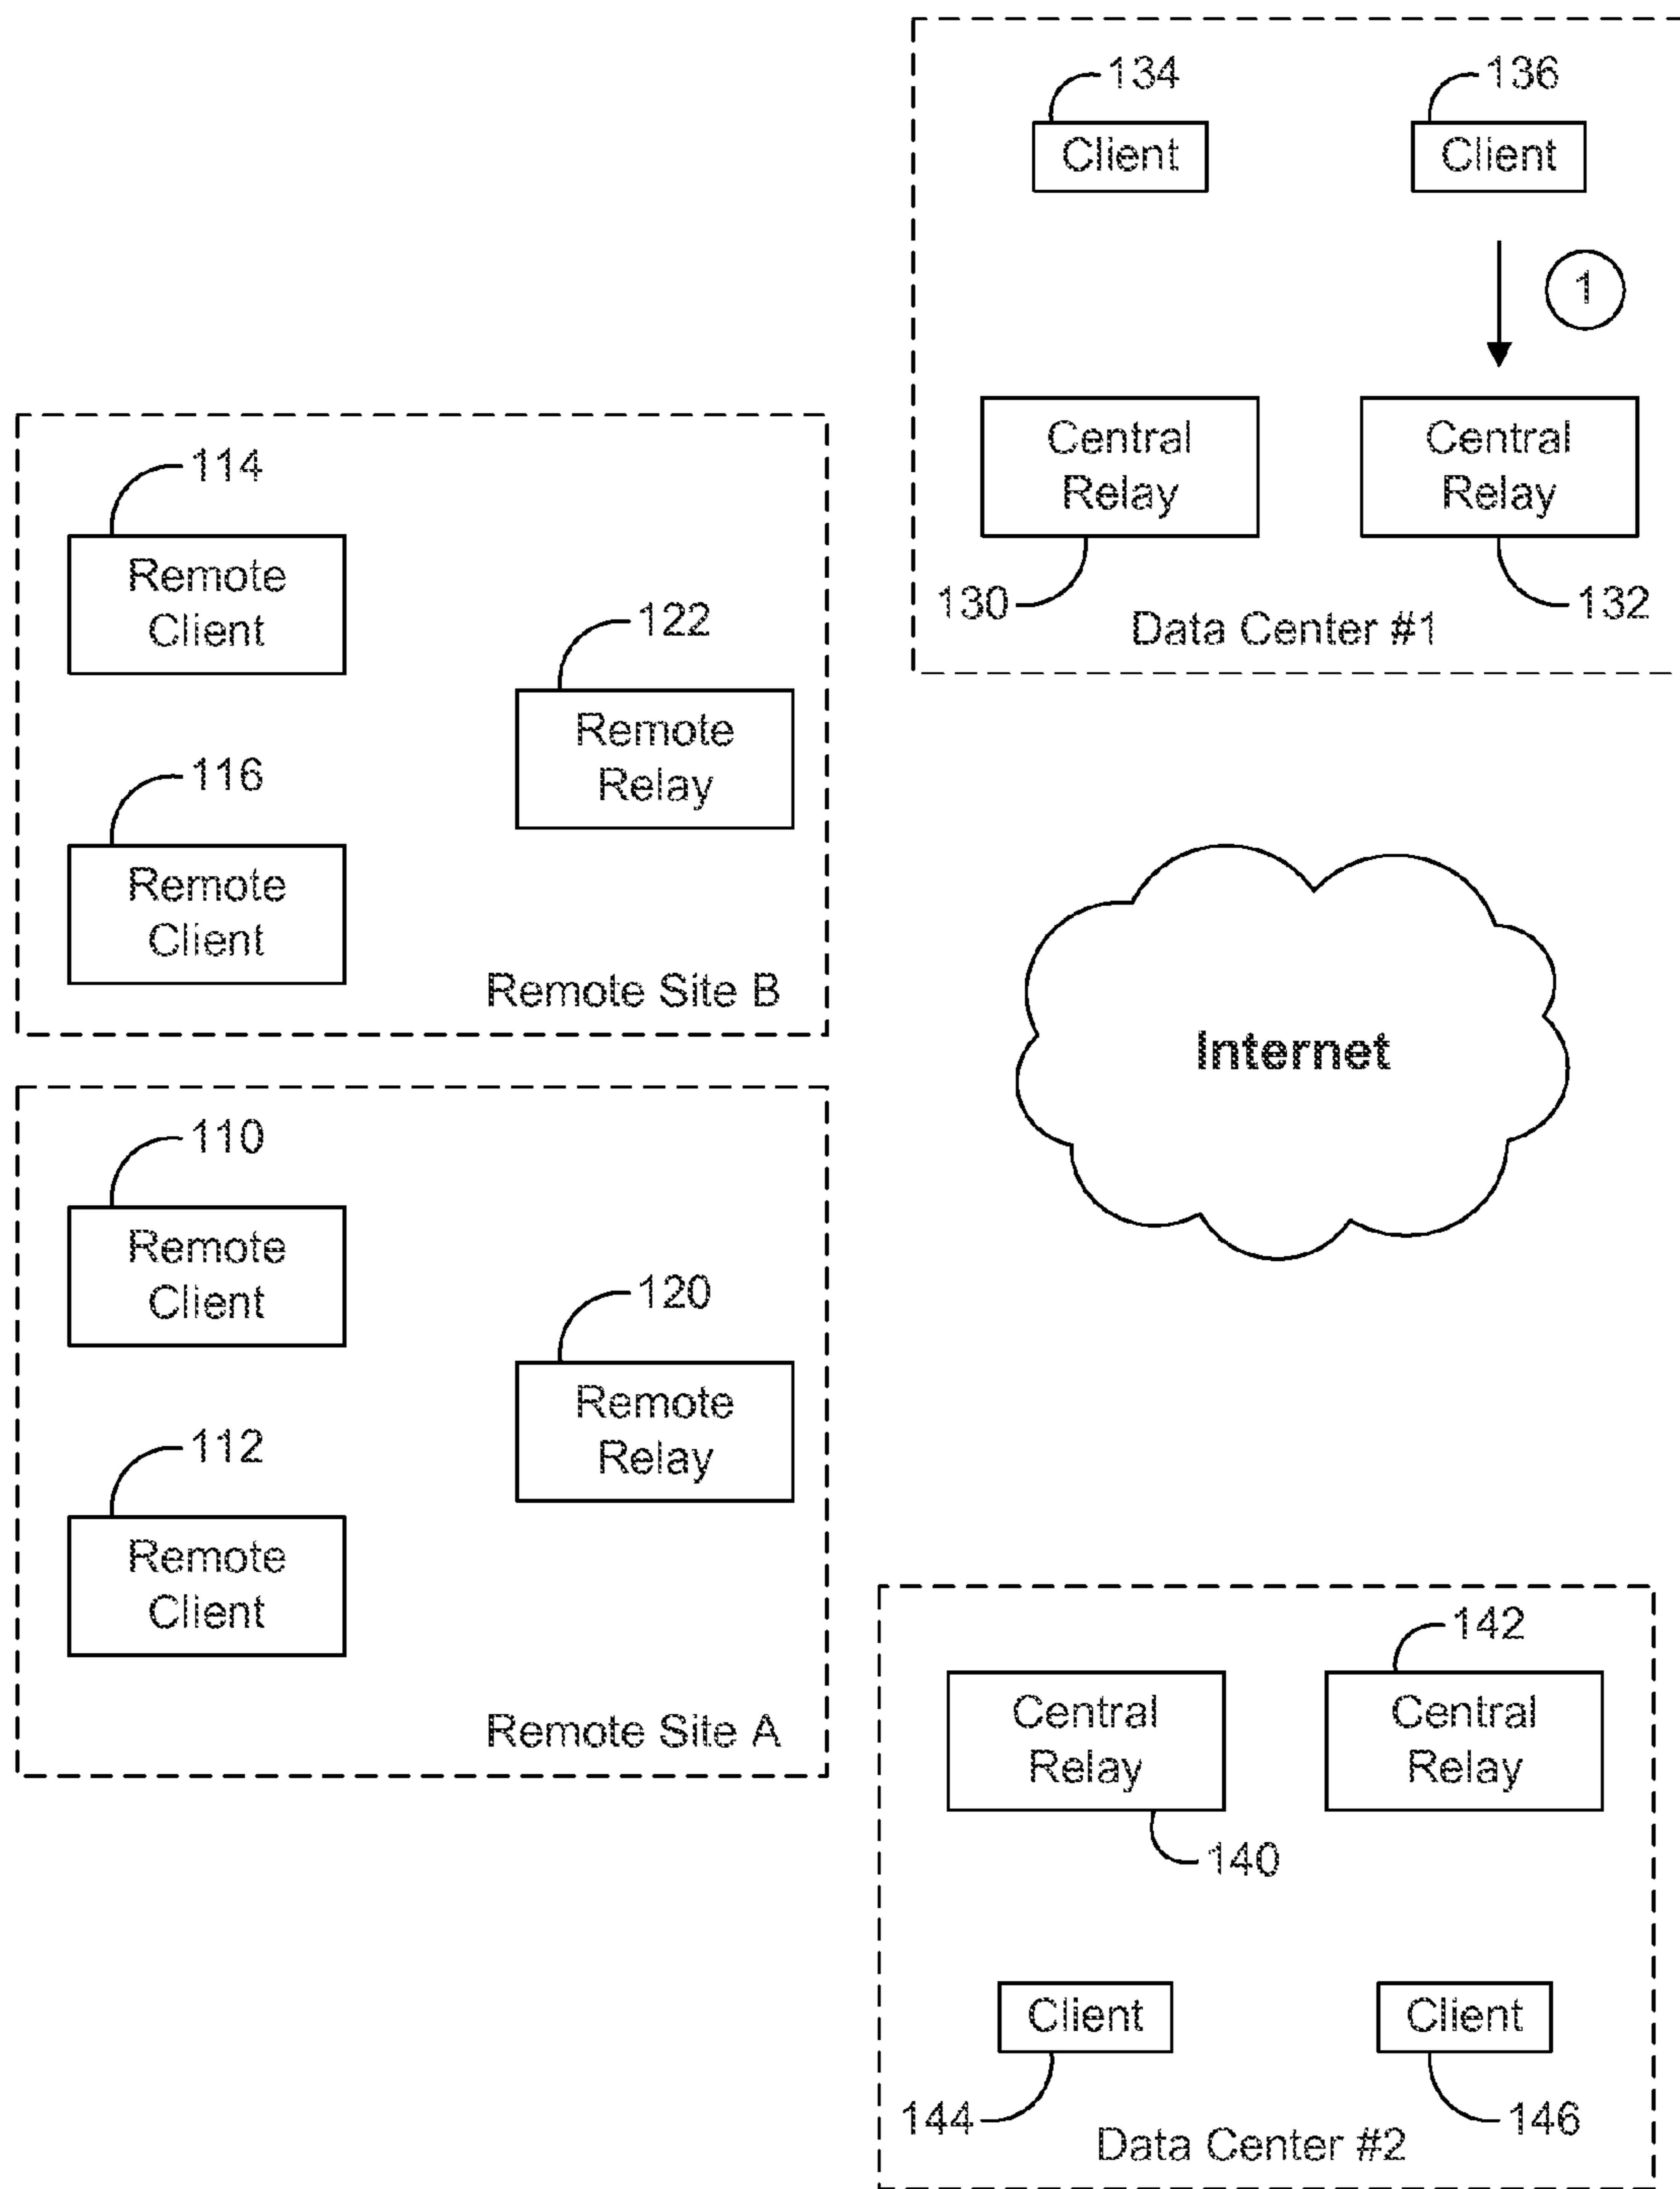 134
136
Client
Client
1
Central
Relay
Central
Relay
130
132
Data Center #1
114
Remote
Client
122
Remote
Relay
116
Remote
Client
Remote Site B
Internet
110
Remote
Client
120
Remote
Relay
112
Remote
Client
Remote Site A
142
Central
Relay
Central
Relay
140
Client
Client
144
146
Data Center #2